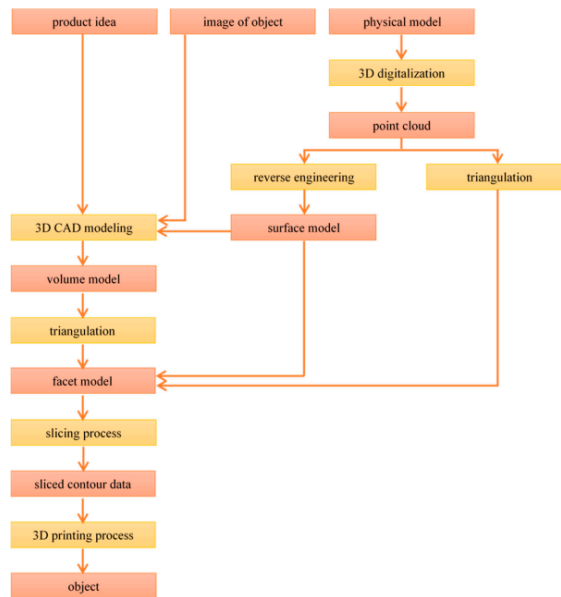 product idea
image of object
physical model
3D digitalization
point cloud
reverse engineering
triangulation
3D CAD modeling
surface model
volume model
triangulation
facet model
slicing process
sliced contour data
3D printing process
object